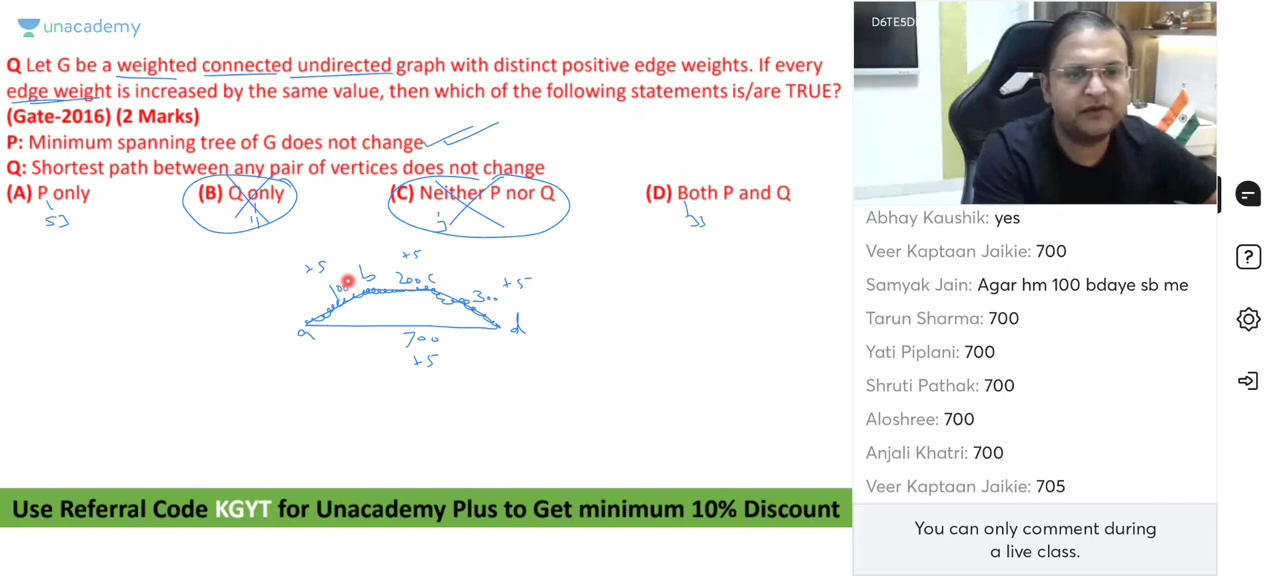 unacademy
Q Let G be a weighted connected undirected graph with distinct positive edge weights. If every
edge weight is increased by the same value, then which of the following statements is/are TRUE?
(Gate-2016) (2 Marks)
P: Minimum spanning tree of G does not change
Q: Shortest path between any pair of vertices does not change
(A) P only (B) Q only (C) Neither P nor Q (D) Both P and Q
53
+5 b +5
100 200 c 300 +5
a d
700
+5
Use Referral Code KGYT for Unacademy Plus to Get minimum 10% Discount
Abhay Kaushik: yes
Veer Kaptaan Jaikie: 700
Samyak Jain: Agar hm 100 bdaye sb me
Tarun Sharma: 700
Yati Piplani: 700
Shruti Pathak: 700
Aloshree: 700
Anjali Khatri: 700
Veer Kaptaan Jaikie: 705
You can only comment during
a live class.